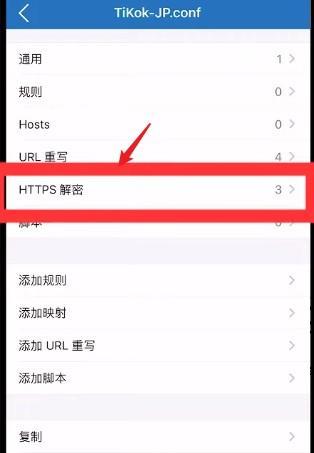 TiKok-JP.conf
通用 1
规则 0
Hosts 0
URL 重写 4
HTTPS 解密 3
脚本 0
添加规则
添加映射
添加 URL 重写
添加脚本
复制